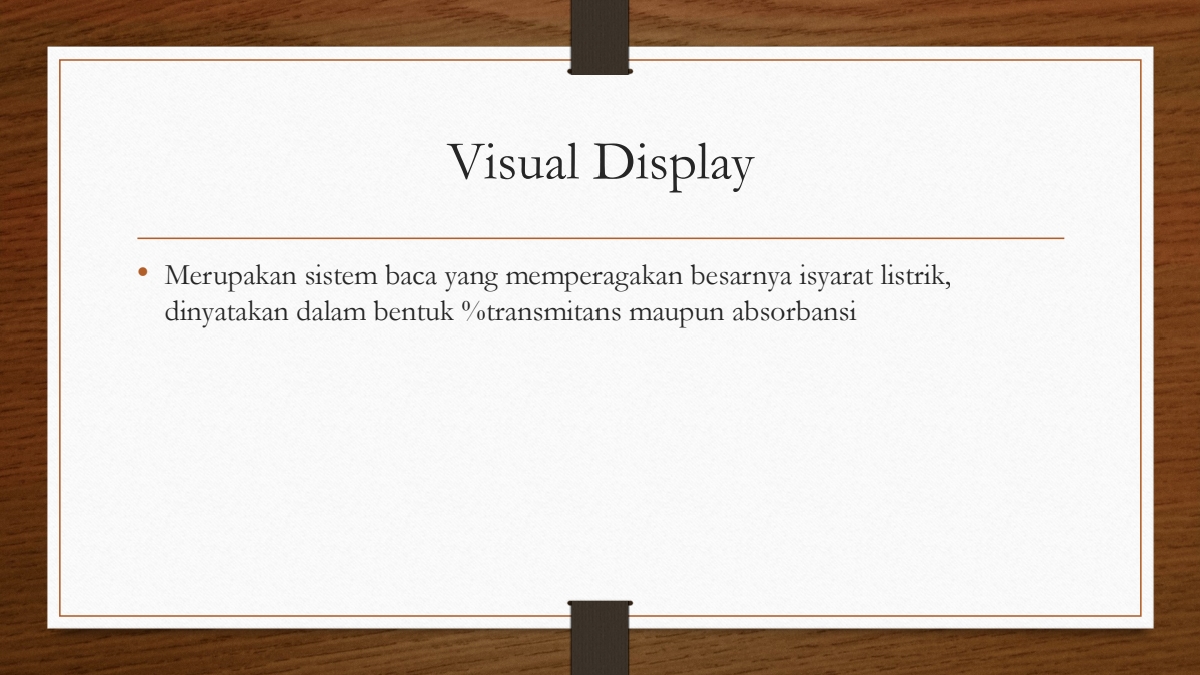 Visual Display
• Merupakan sistem baca yang memperagakan besarnya isyarat listrik,
dinyatakan dalam bentuk %transmitans maupun absorbansi